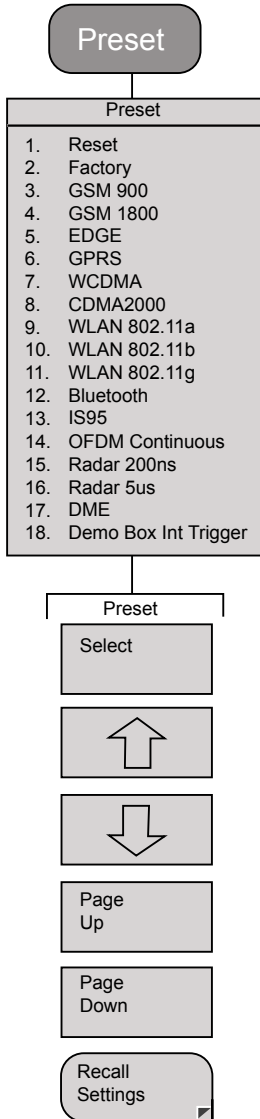 Preset
Preset
1. Reset
2. Factory
3. GSM 900
4. GSM 1800
5. EDGE
6. GPRS
7. WCDMA
8. CDMA2000
9. WLAN 802.11a
10. WLAN 802.11b
11. WLAN 802.11g
12. Bluetooth
13. IS95
14. OFDM Continuous
15. Radar 200ns
16. Radar 5us
17. DME
18. Demo Box Int Trigger
Preset
Select
Page
Up
Page
Down
Recall
Settings